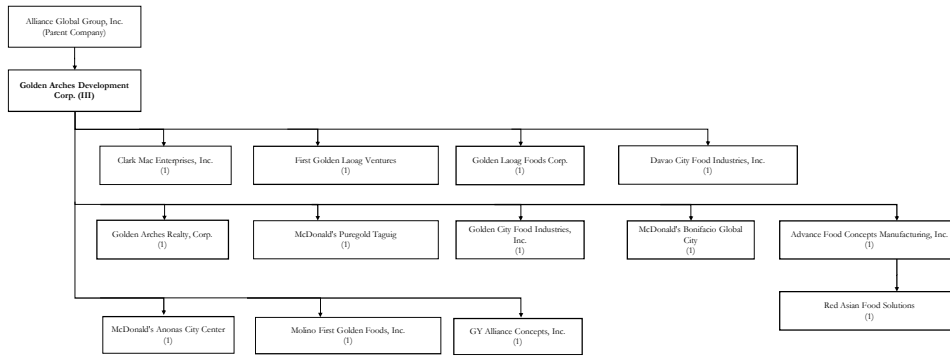 Alliance Global Group, Inc.
(Parent Company)
Golden Arches Development
Corp. (III)
Clark Mac Enterprises, Inc.
(1)
First Golden Laoag Ventures
(1)
Golden Laoag Foods Corp.
(1)
Davao City Food Industries, Inc.
(1)
Golden Arches Realty, Corp.
(1)
McDonald's Puregold Taguig
(1)
Golden City Food Industries,
Inc.
(1)
McDonald's Bonifacio Global
City
(1)
Advance Food Concepts Manufacturing, Inc.
(1)
Red Asian Food Solutions
(1)
McDonald's Anonas City Center
(1)
Molino First Golden Foods, Inc.
(1)
GY Alliance Concepts, Inc.
(1)